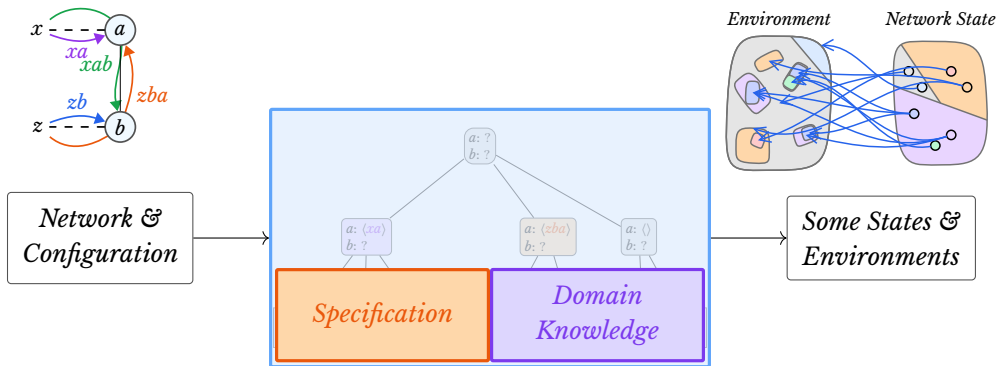 x
a
xa
xab
zb
zba
z
b
Network &
Configuration
a: ?
b: ?
a: ⟨xa⟩
b: ?
a: ⟨zba⟩
b: ?
a: ⟨⟩
b: ?
Specification
Domain
Knowledge
Environment
Network State
Some States &
Environments